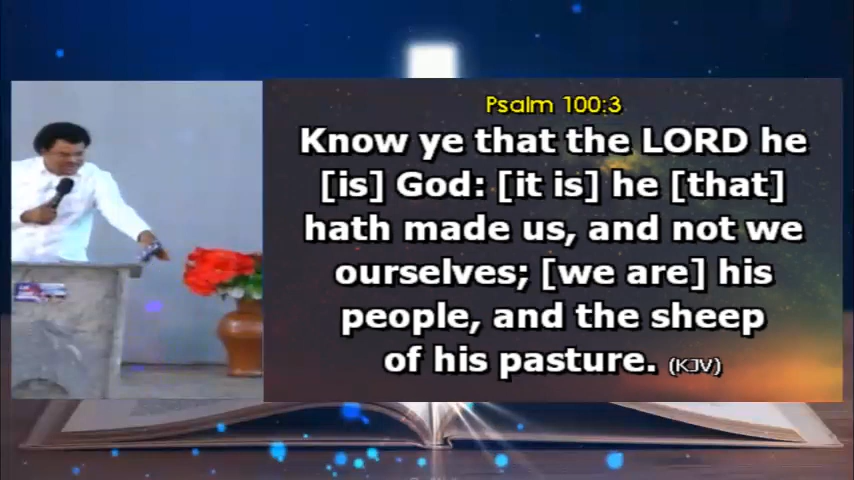 Psalm 100:3
Know ye that the LORD he
[is] God: [it is] he [that]
hath made us, and not we
ourselves; [we are] his
people, and the sheep
of his pasture. (KJV)